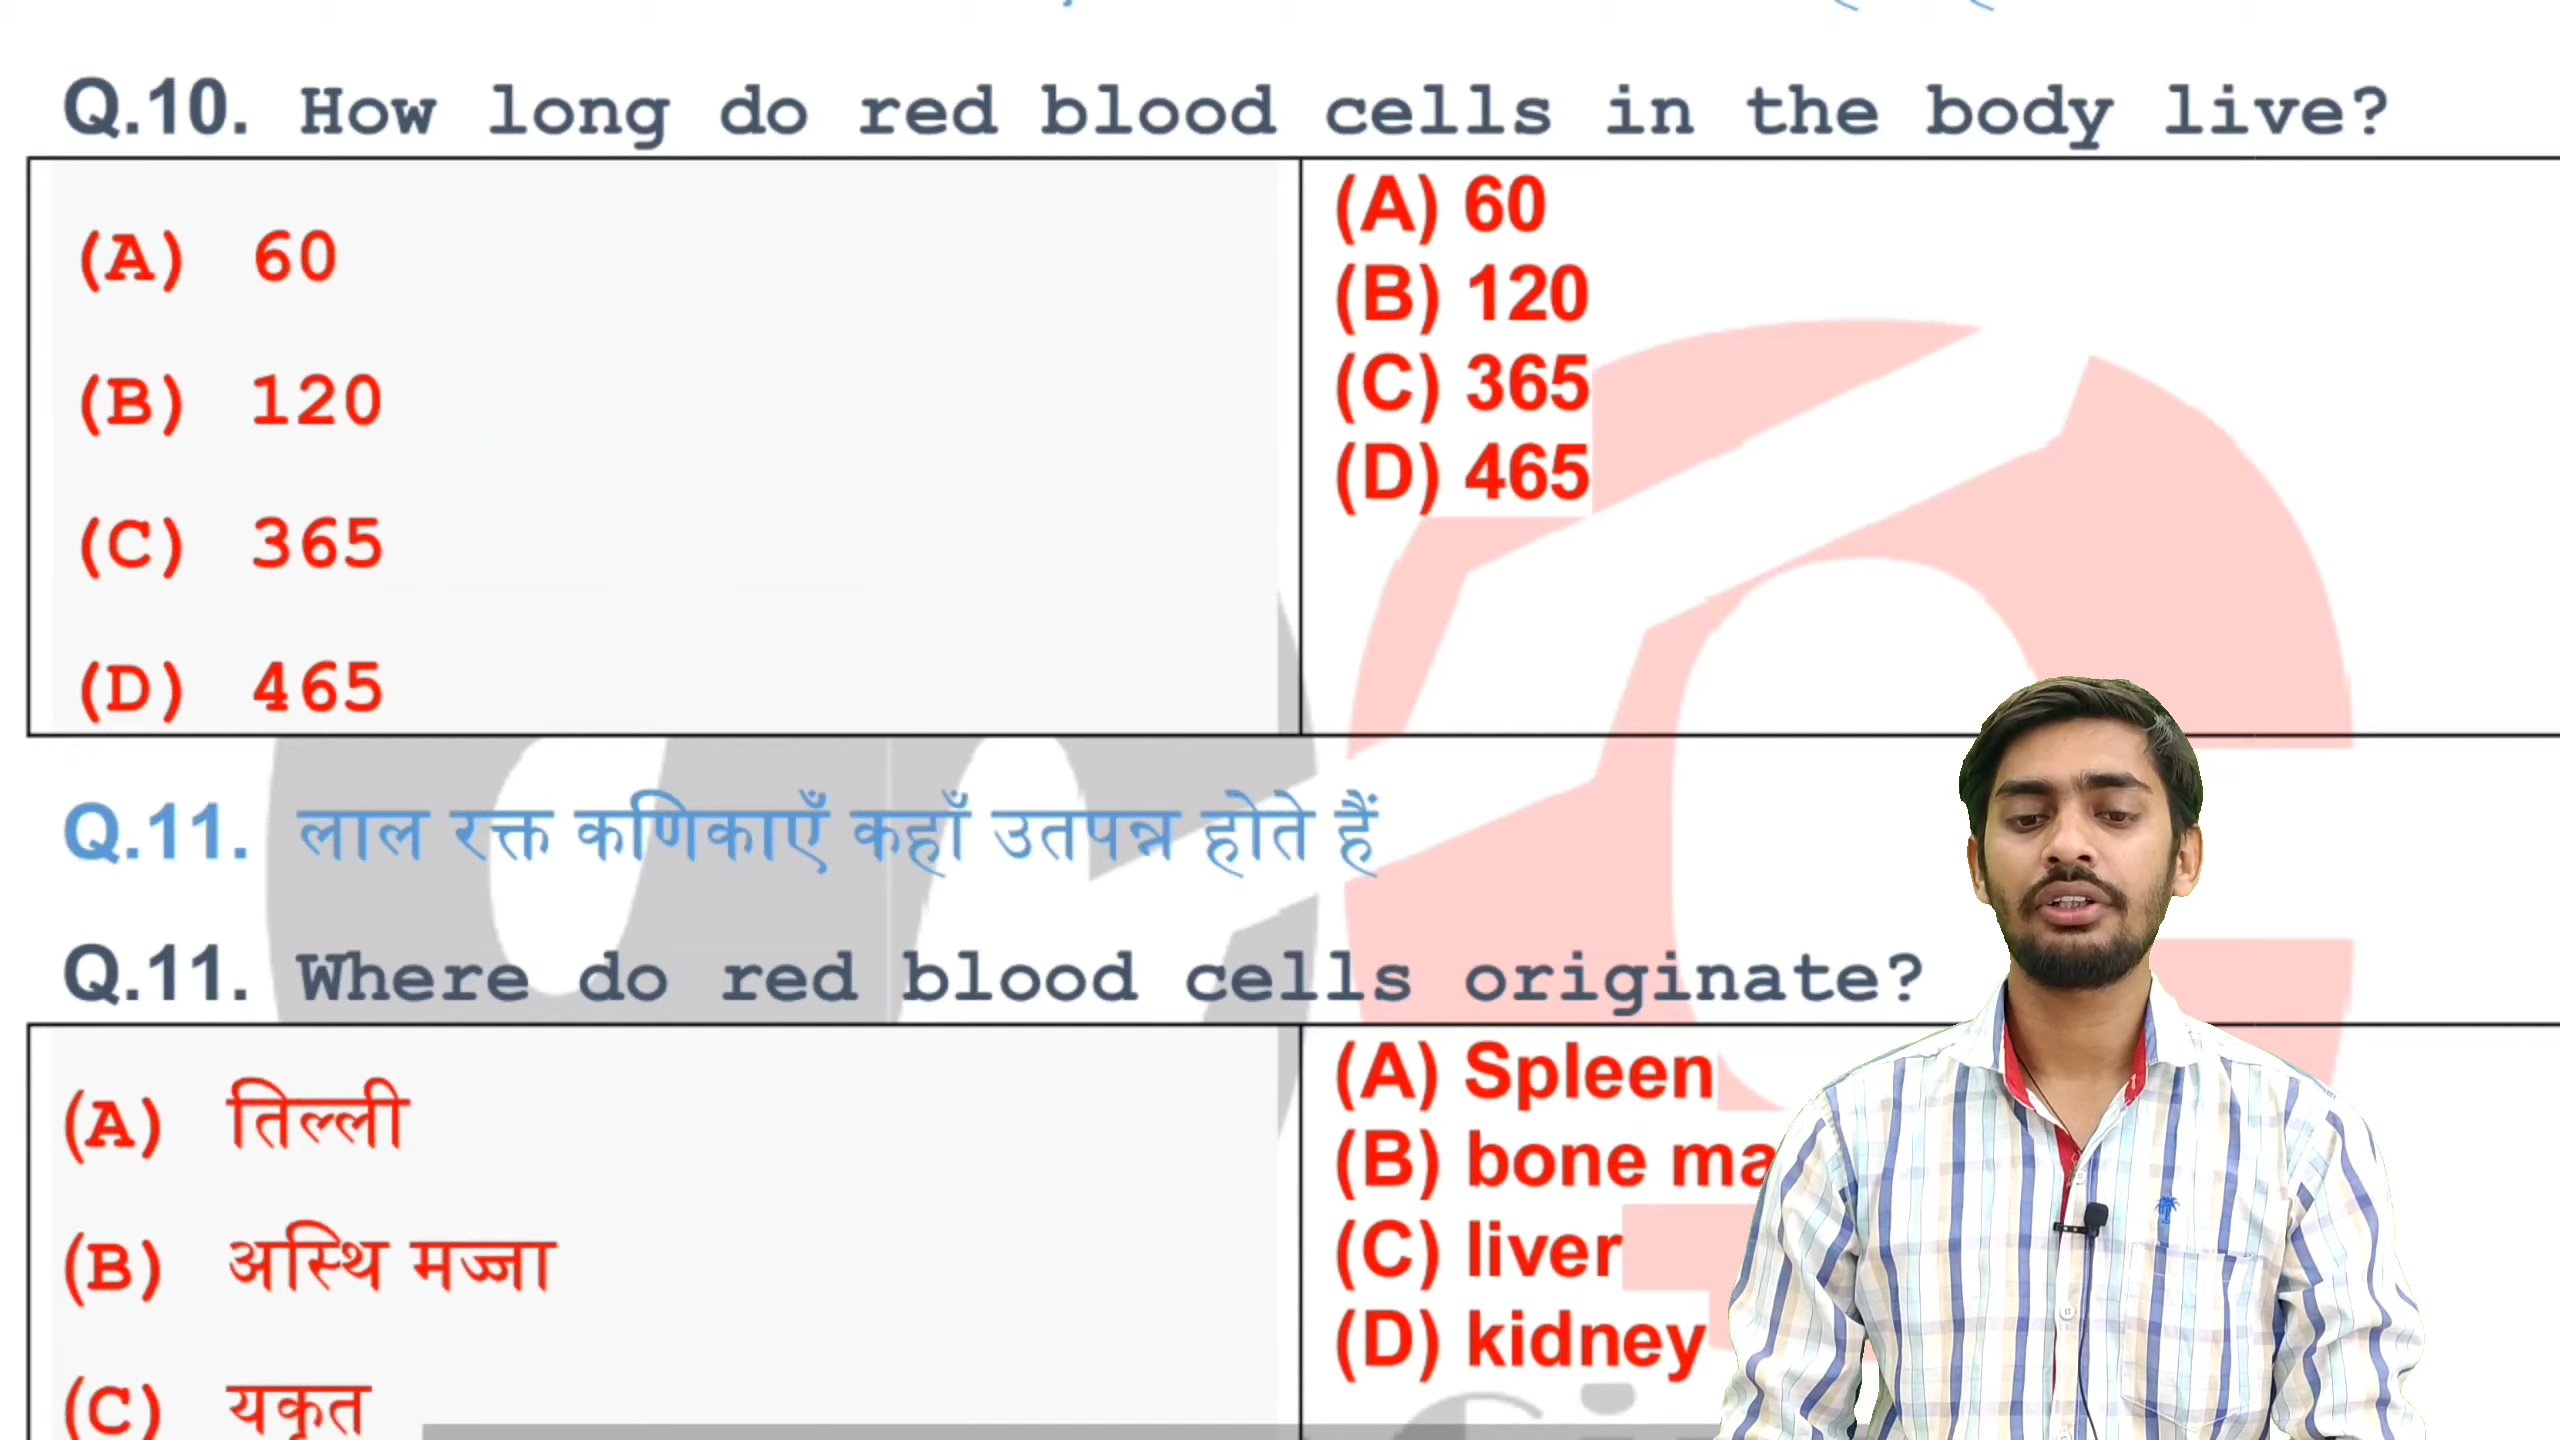 Q.10. How long do red blood cells in the body live?
(A) 60
(B) 120
(C) 365
(D) 465
(A) 60
(B) 120
(C) 365
(D) 465
Q.11. लाल रक्त कणिकाएँ कहाँ उतपन्न होते हैं
Q.11. Where do red blood cells originate?
(A) तिल्ली
(B) अस्थि मज्जा
(C) यकृत
(A) Spleen
(B) bone
(C) liver
(D) kidney